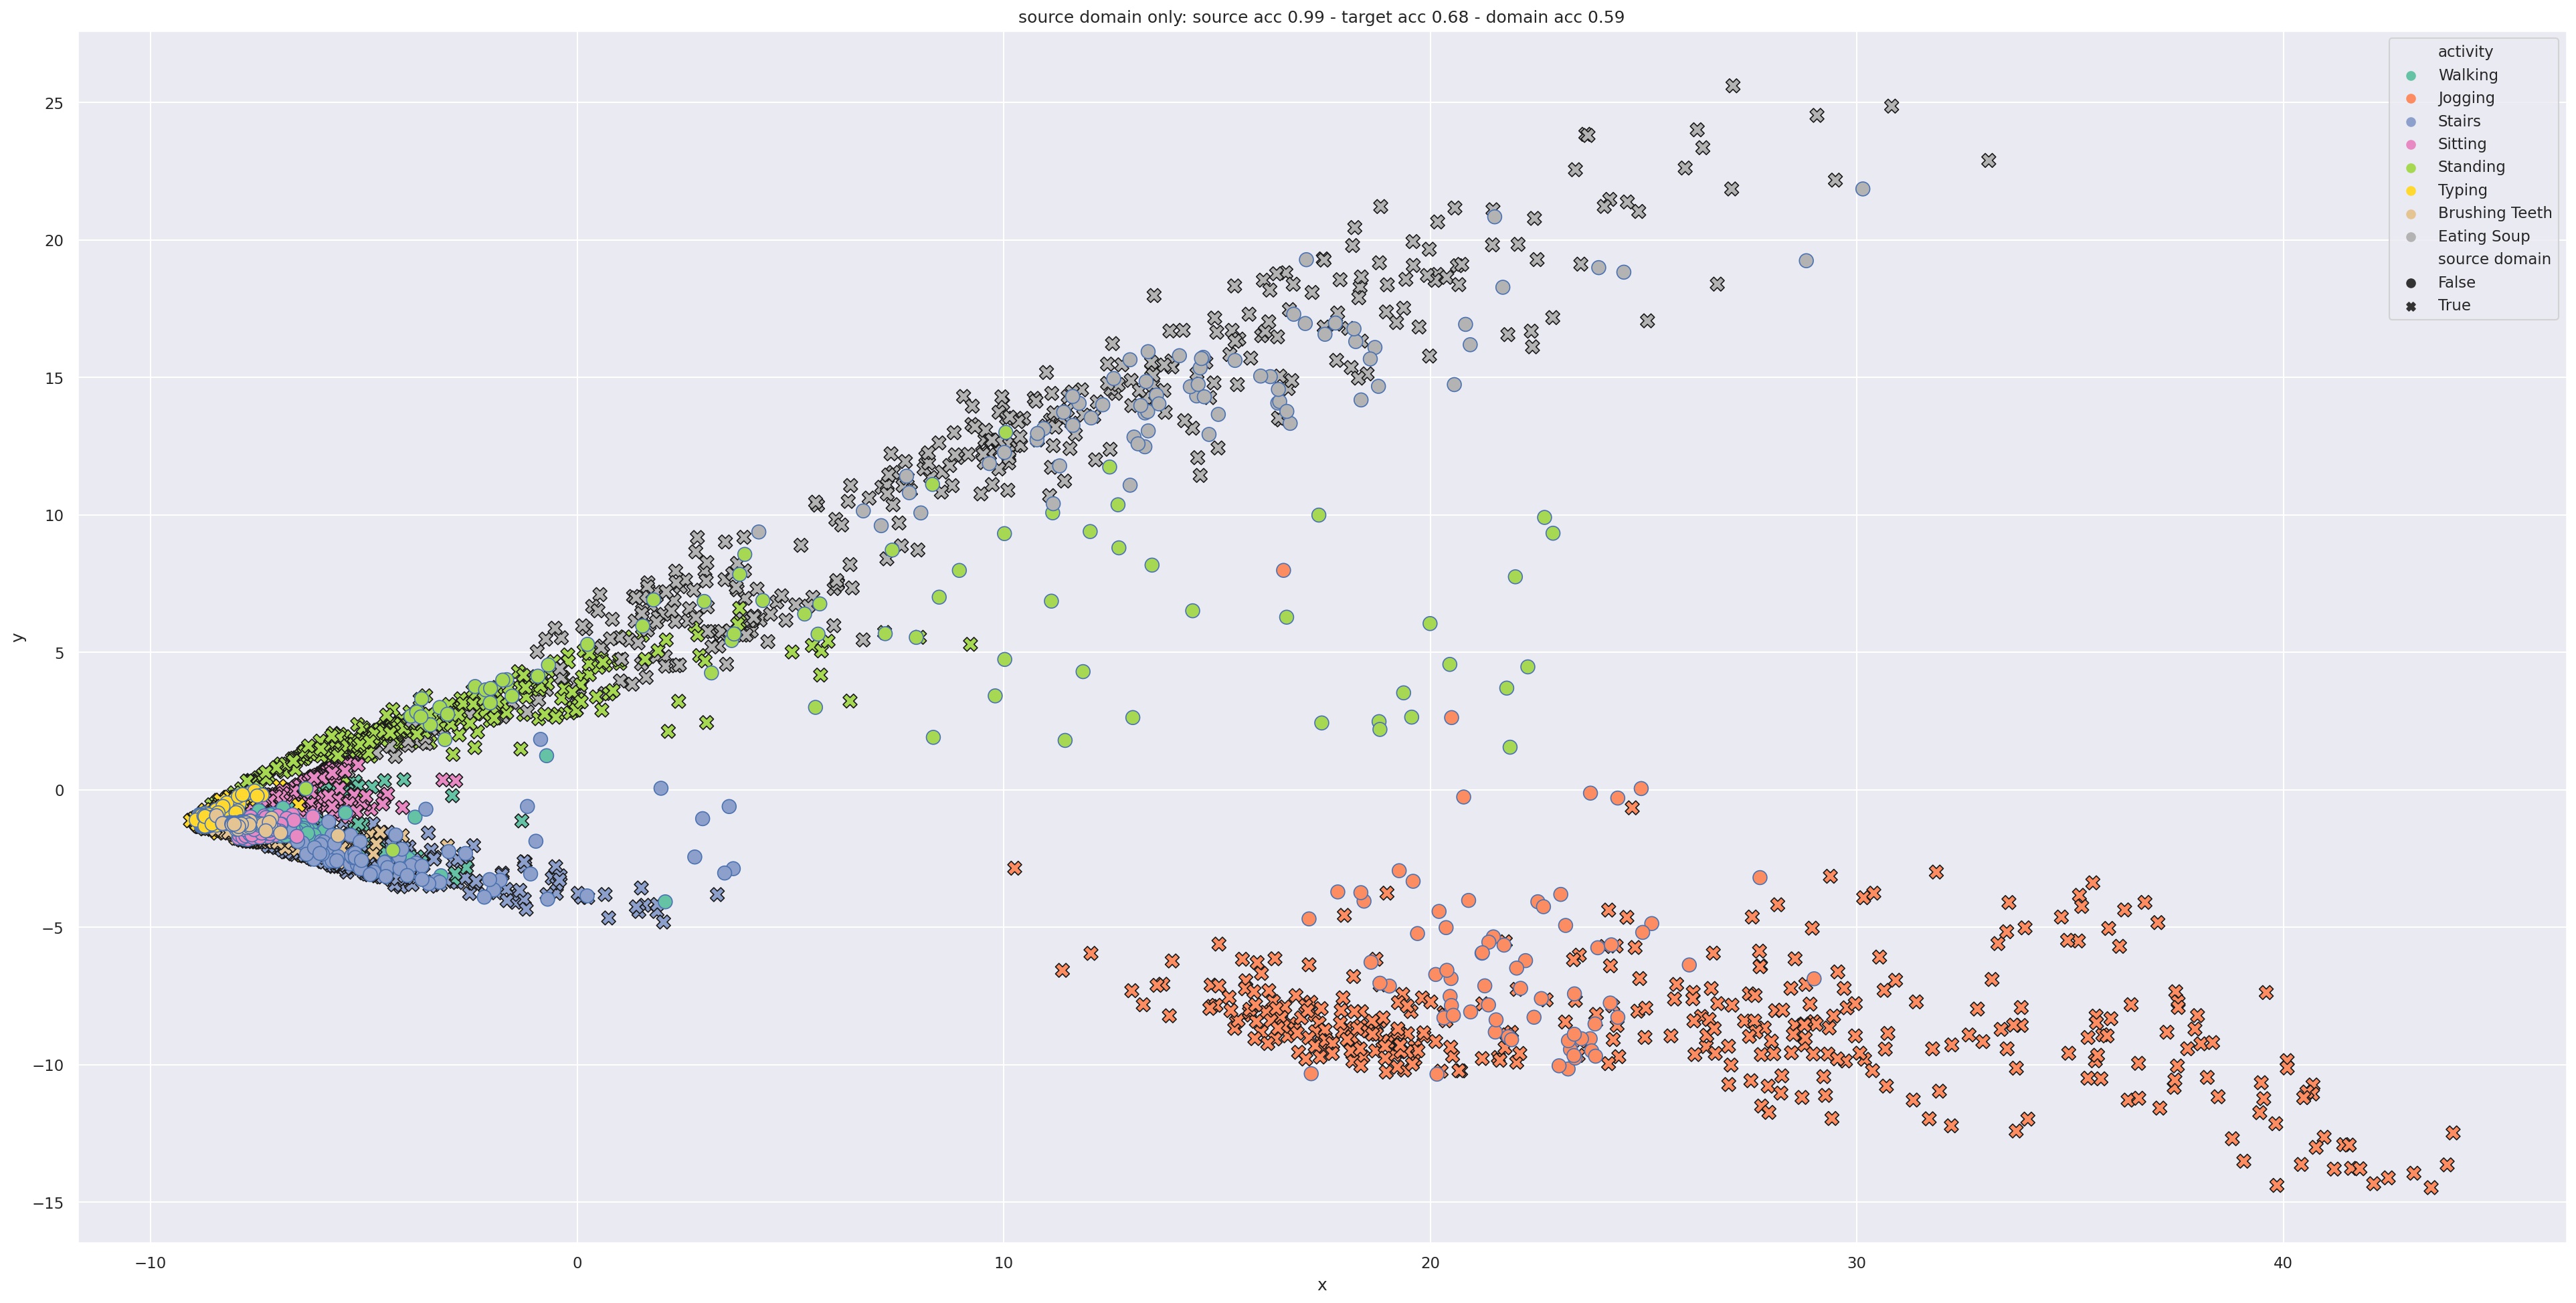 source domain only: source acc 0.99 - target acc 0.68 - domain acc 0.59
activity
Walking
Jogging
Stairs
Sitting
Standing
Typing
Brushing Teeth
Eating Soup
source domain
False
True
25
20
15
10
5
0
−5
−10
−15
y
−10
0
10
20
30
40
x